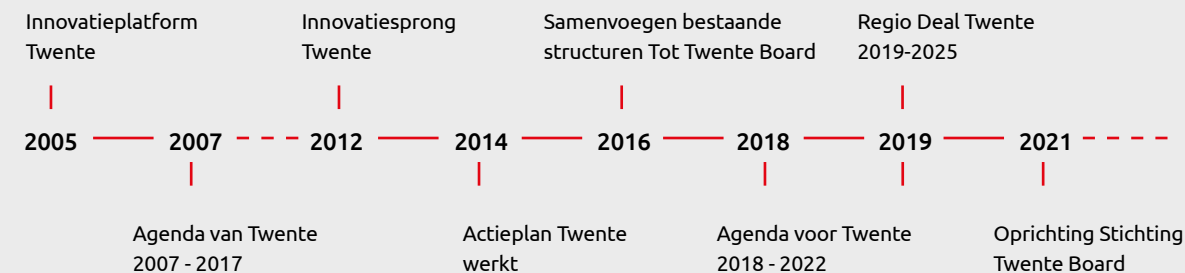 Innovatieplatform
Twente
Innovatiesprong
Twente
Samenvoegen bestaande
structuren Tot Twente Board
Regio Deal Twente
2019-2025
2005 2007 2012 2014 2016 2018 2019 2021
Agenda van Twente
2007 - 2017
Actieplan Twente
werkt
Agenda voor Twente
2018 - 2022
Oprichting Stichting
Twente Board